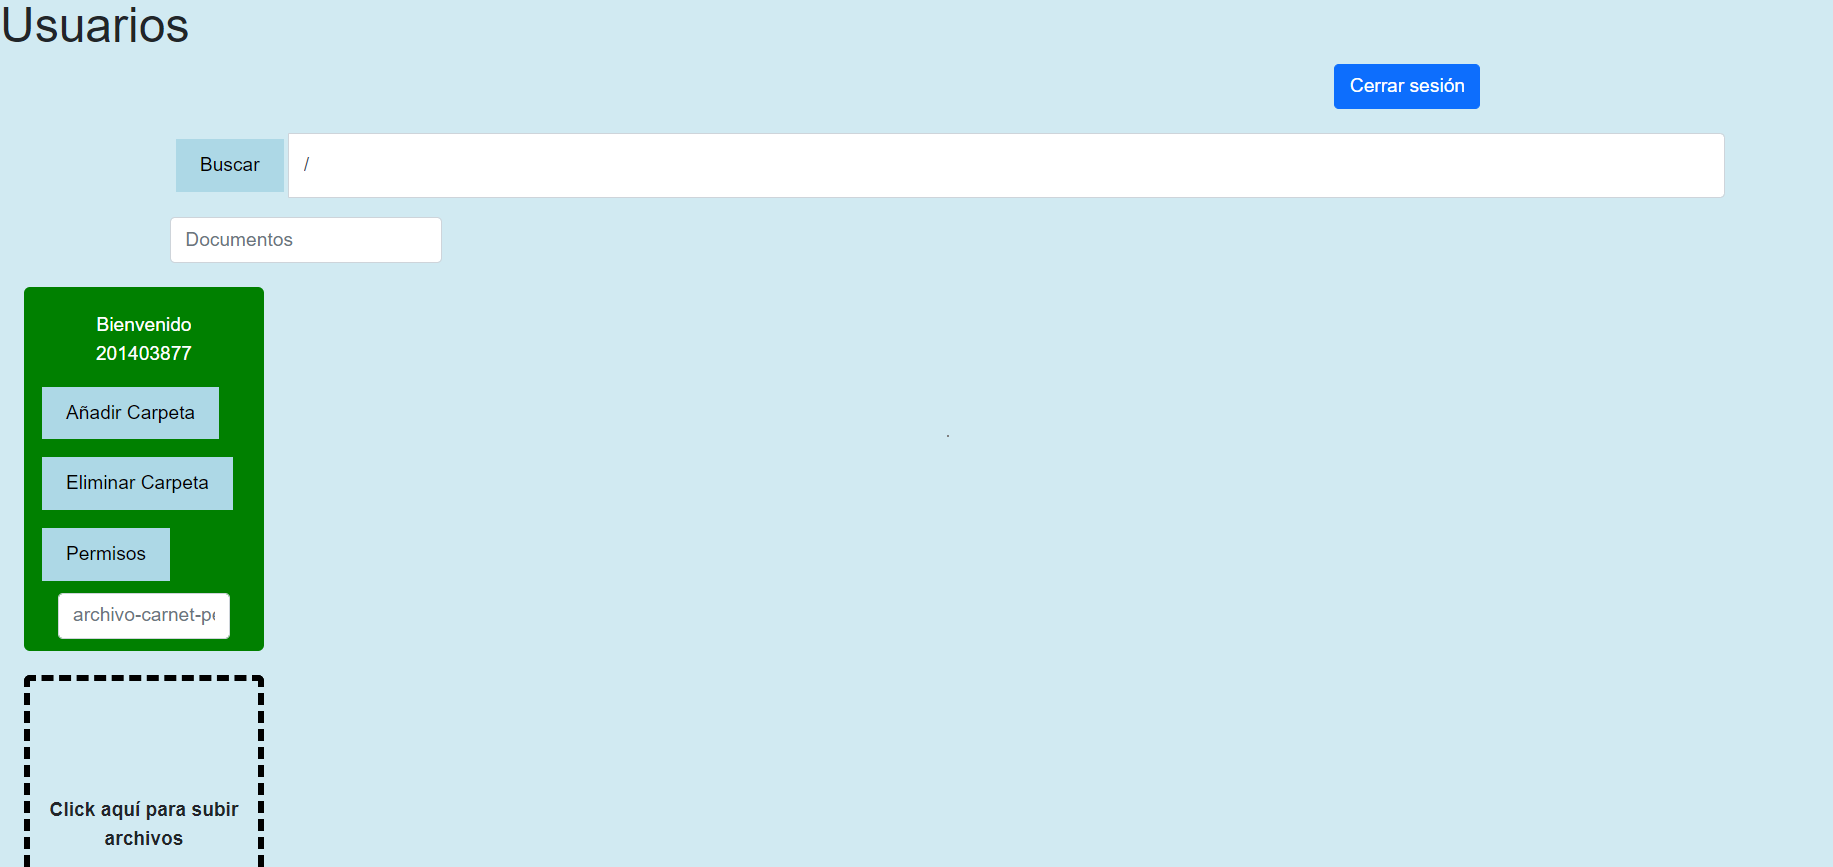 Usuarios
Cerrar sesión
Buscar
/
Documentos
Bienvenido
201403877
Añadir Carpeta
Eliminar Carpeta
Permisos
archivo-carnet-pe
Click aquí para subir
archivos